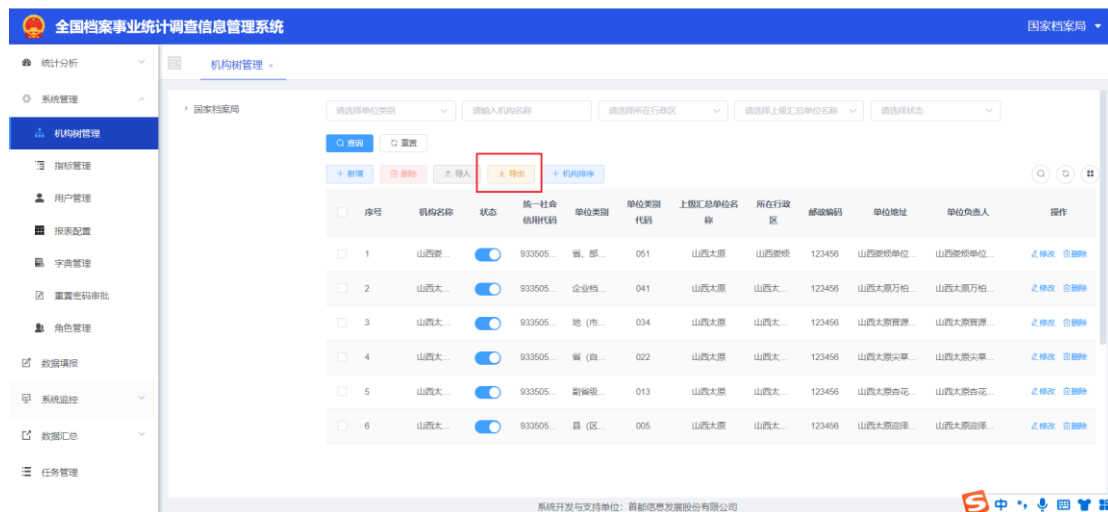 全国档案事业统计调查信息管理系统 国家档案局
统计分析
系统管理
机构树管理
指标管理
用户管理
报表配置
字典管理
重置密码审批
角色管理
数据填报
系统监控
数据汇总
任务管理
机构树管理 ×
国家档案局
请选择单位类别 请输入机构名称 请选择所在行政区 请选择上级汇总单位名称 请选择状态
查询 重置
+ 新增 删除 导入 导出 + 机构排序
序号 机构名称 状态 统一社会信用代码 单位类别 单位类别代码 上级汇总单位名称 所在行政区 邮政编码 单位地址 单位负责人 操作
1 山西娄... 933505... 省、部... 051 山西太原 山西娄烦 123456 山西娄烦单位... 山西娄烦单位... 修改 删除
2 山西太... 933505... 企业档... 041 山西太原 山西太... 123456 山西太原万柏... 山西太原万柏... 修改 删除
3 山西太... 933505... 地（市... 034 山西太原 山西太... 123456 山西太原晋源... 山西太原晋源... 修改 删除
4 山西太... 933505... 省（自... 022 山西太原 山西太... 123456 山西太原尖草... 山西太原尖草... 修改 删除
5 山西太... 933505... 副省级... 013 山西太原 山西太... 123456 山西太原杏花... 山西太原杏花... 修改 删除
6 山西太... 933505... 县（区... 005 山西太原 山西太... 123456 山西太原迎泽... 山西太原迎泽... 修改 删除
系统开发与支持单位：首都信息发展股份有限公司
中